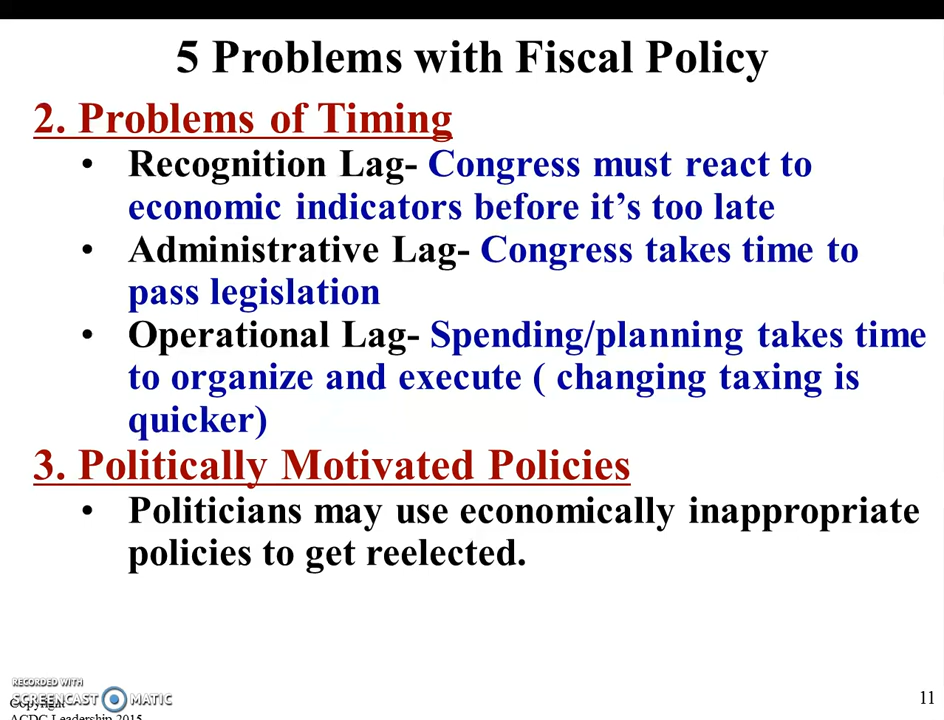 5 Problems with Fiscal Policy
2. Problems of Timing
• Recognition Lag- Congress must react to
economic indicators before it’s too late
• Administrative Lag- Congress takes time to
pass legislation
• Operational Lag- Spending/planning takes time
to organize and execute ( changing taxing is
quicker)
3. Politically Motivated Policies
• Politicians may use economically inappropriate
policies to get reelected.
RECORDED WITH
SCREENCAST MATIC
Copyright
ACDC Leadership 2015
11